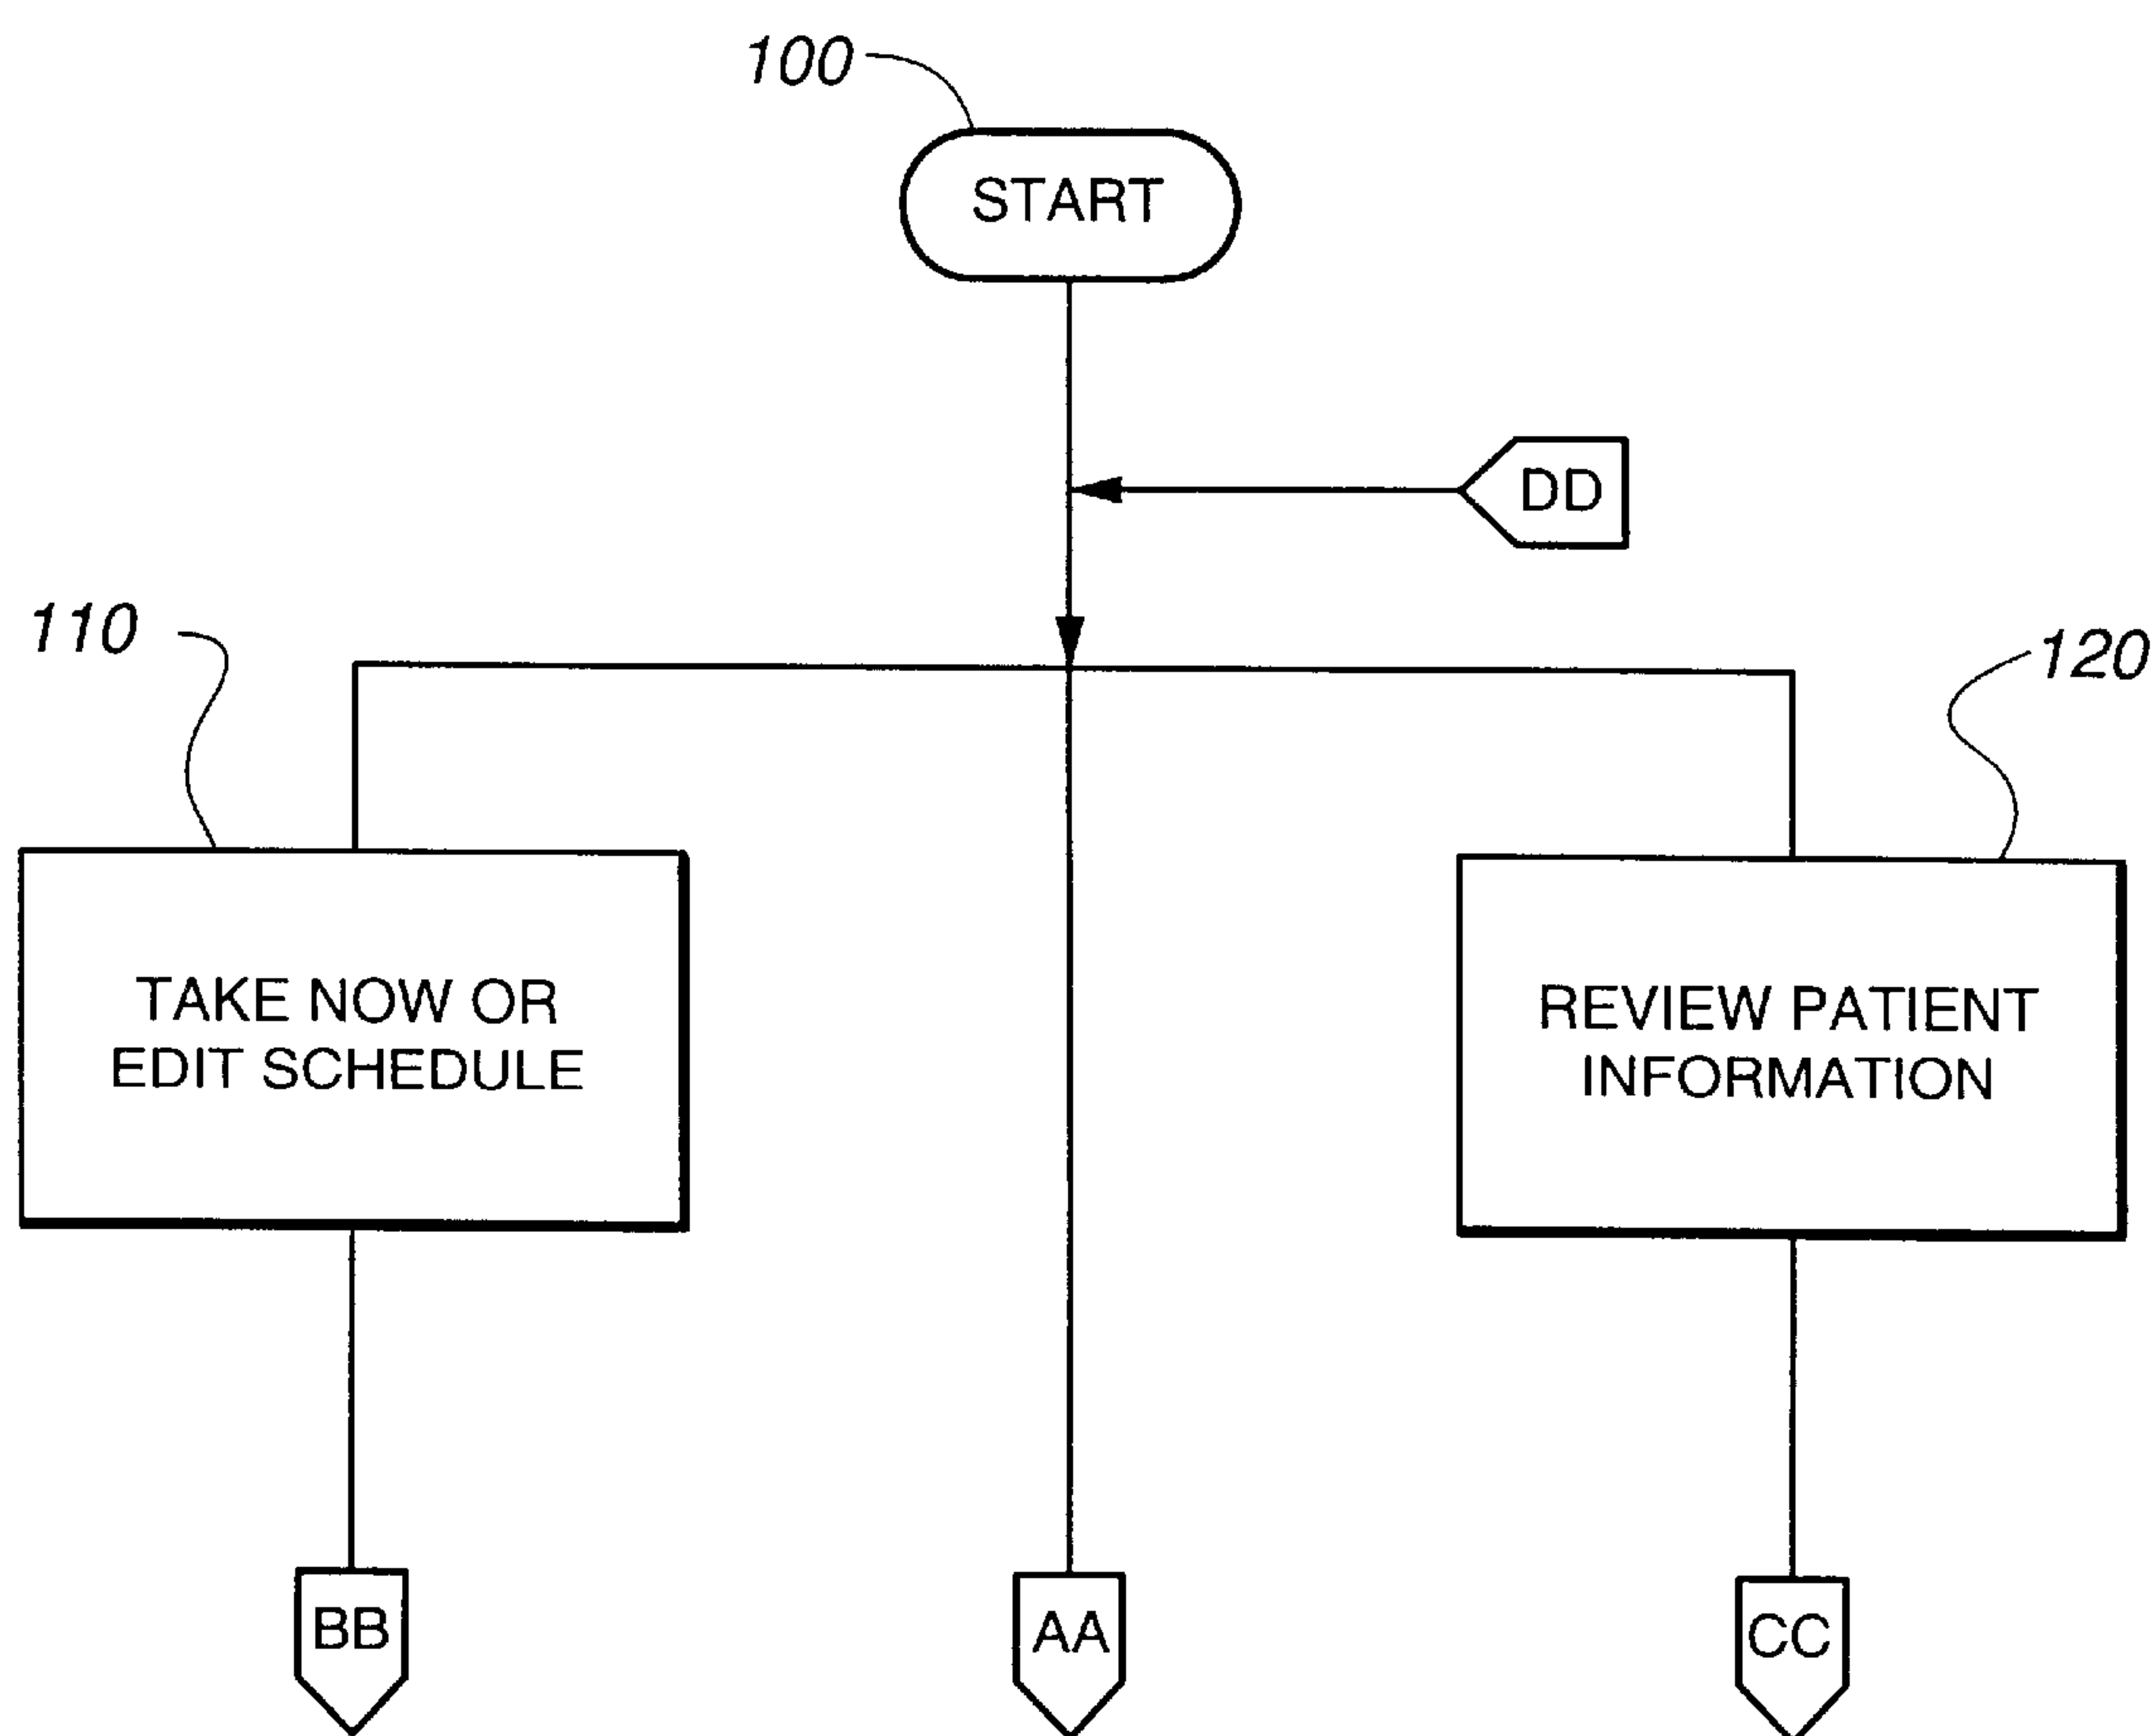 100
START
DD
110
120
TAKE NOW OR
EDIT SCHEDULE
REVIEW PATIENT
INFORMATION
BB
AA
CC